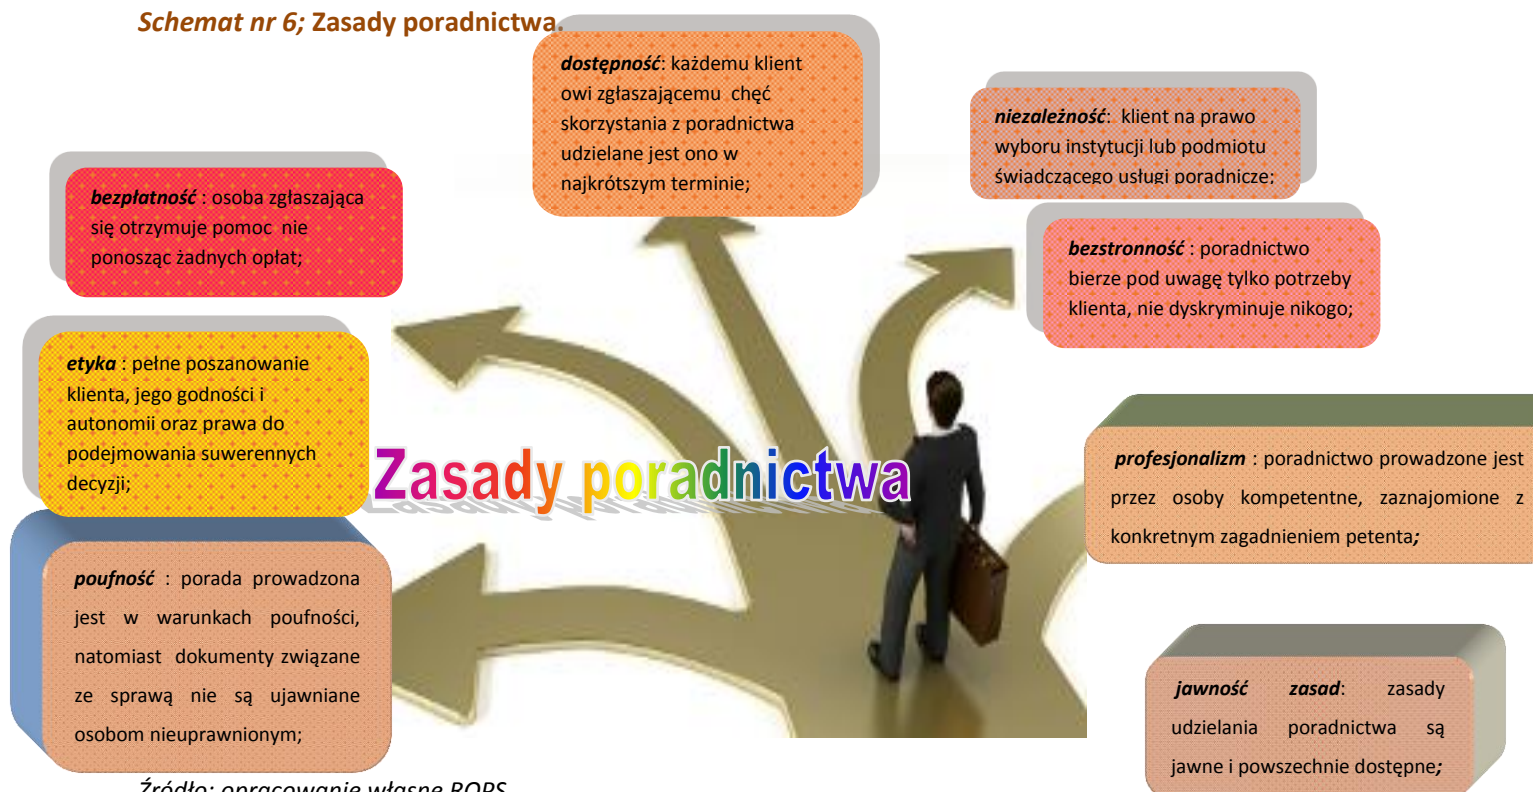 Schemat nr 6; Zasady poradnictwa.
dostępność: każdemu klient
owi zgłaszającemu chęć
skorzystania z poradnictwa
udzielane jest ono w
najkrótszym terminie;
niezależność: klient na prawo
wyboru instytucji lub podmiotu
świadczącego usługi poradnicze;
bezpłatność : osoba zgłaszająca
się otrzymuje pomoc nie
ponosząc żadnych opłat;
bezstronność : poradnictwo
bierze pod uwagę tylko potrzeby
klienta, nie dyskryminuje nikogo;
etyka : pełne poszanowanie
klienta, jego godności i
autonomii oraz prawa do
podejmowania suwerennych
decyzji;
Zasady poradnictwa
profesjonalizm : poradnictwo prowadzone jest
przez osoby kompetentne, zaznajomione z
konkretnym zagadnieniem petenta;
poufność : porada prowadzona
jest w warunkach poufności,
natomiast dokumenty związane
ze sprawą nie są ujawniane
osobom nieuprawnionym;
jawność zasad: zasady
udzielania poradnictwa są
jawne i powszechnie dostępne;
Źródło: opracowanie własne ROPS